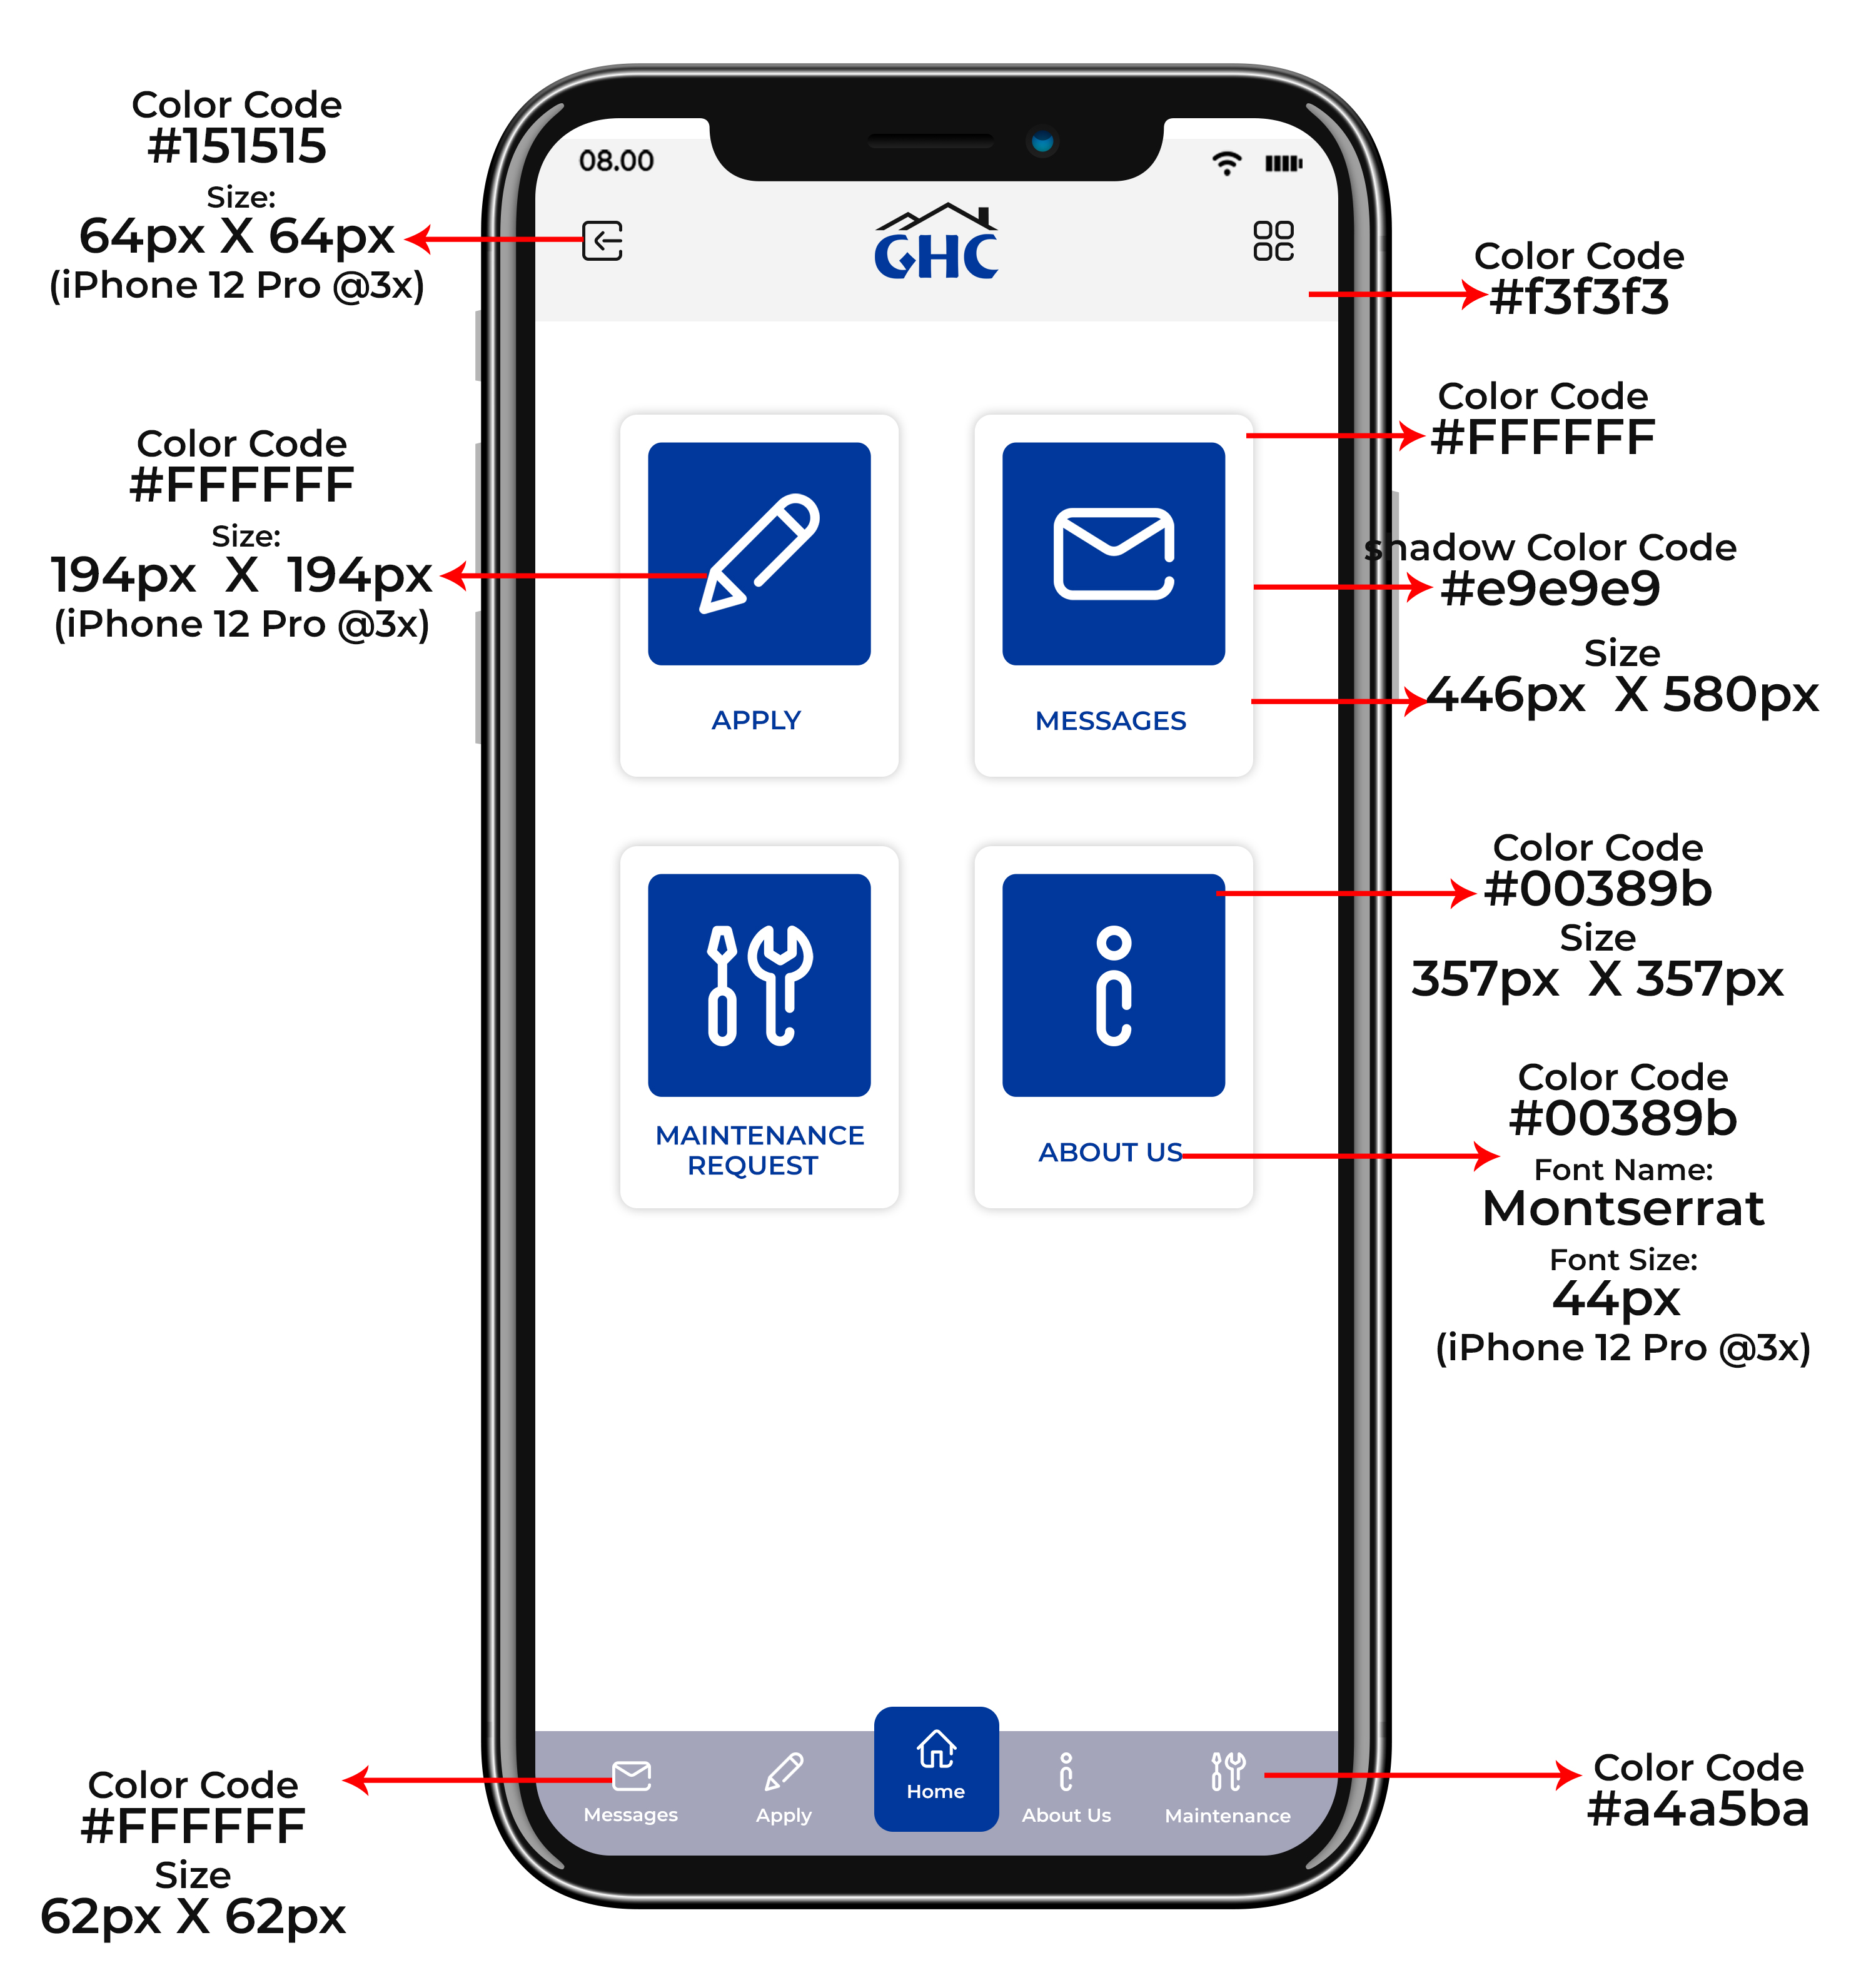 Color Code
#151515
Size:
64px X 64px
(iPhone 12 Pro @3x)
Color Code
#FFFFFF
Size:
194px X 194px
(iPhone 12 Pro @3x)
Color Code
#FFFFFF
Size
62px X 62px
08.00
GHC
APPLY
MESSAGES
MAINTENANCE
REQUEST
ABOUT US
Messages
Apply
Home
About Us
Maintenance
Color Code
#f3f3f3
Color Code
#FFFFFF
shadow Color Code
#e9e9e9
Size
446px X 580px
Color Code
#00389b
Size
357px X 357px
Color Code
#00389b
Font Name:
Montserrat
Font Size:
44px
(iPhone 12 Pro @3x)
Color Code
#a4a5ba